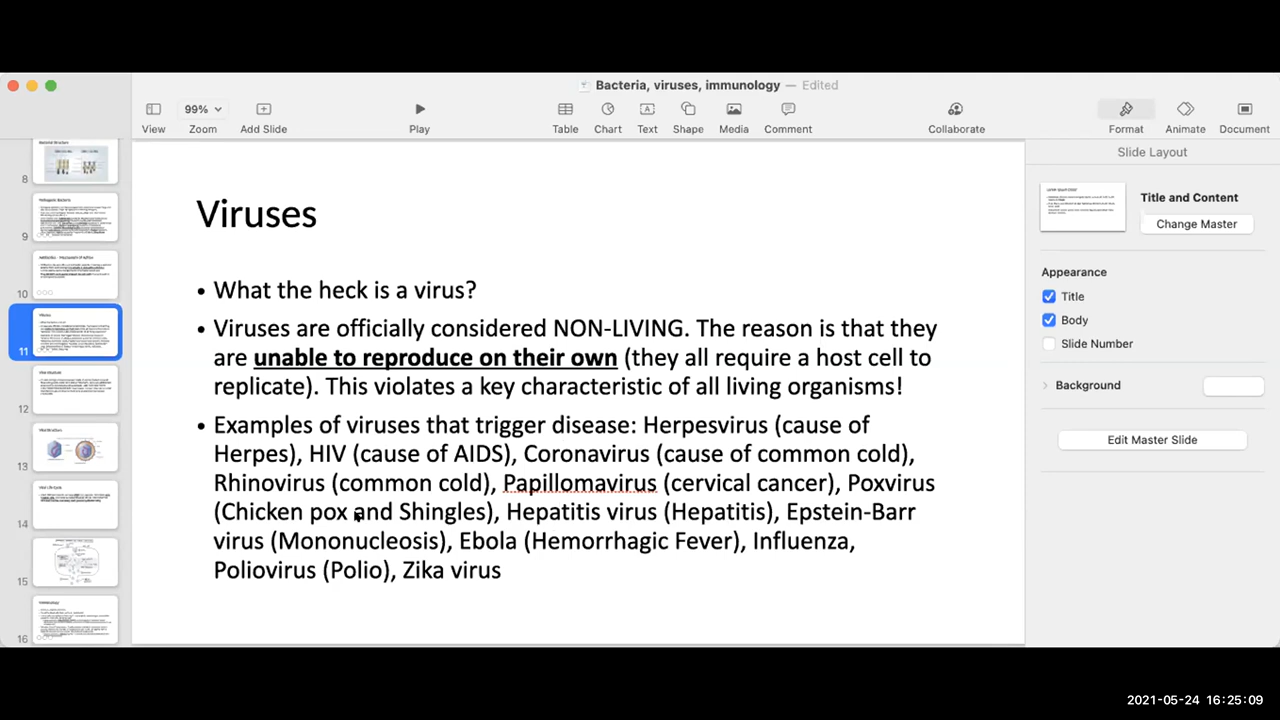 Bacteria, viruses, immunology — Edited
99%
View Zoom Add Slide Play Table Chart Text Shape Media Comment Collaborate Format Animate Document
Slide Layout
Title and Content
Change Master
Appearance
Title
Body
Slide Number
Background
Edit Master Slide
8
9
10
11
12
13
14
15
16
Viruses
• What the heck is a virus?
• Viruses are officially considered NON-LIVING. The reason is that they
are unable to reproduce on their own (they all require a host cell to
replicate). This violates a key characteristic of all living organisms!
• Examples of viruses that trigger disease: Herpesvirus (cause of
Herpes), HIV (cause of AIDS), Coronavirus (cause of common cold),
Rhinovirus (common cold), Papillomavirus (cervical cancer), Poxvirus
(Chicken pox and Shingles), Hepatitis virus (Hepatitis), Epstein-Barr
virus (Mononucleosis), Ebola (Hemorrhagic Fever), Influenza,
Poliovirus (Polio), Zika virus
2021-05-24 16:25:09